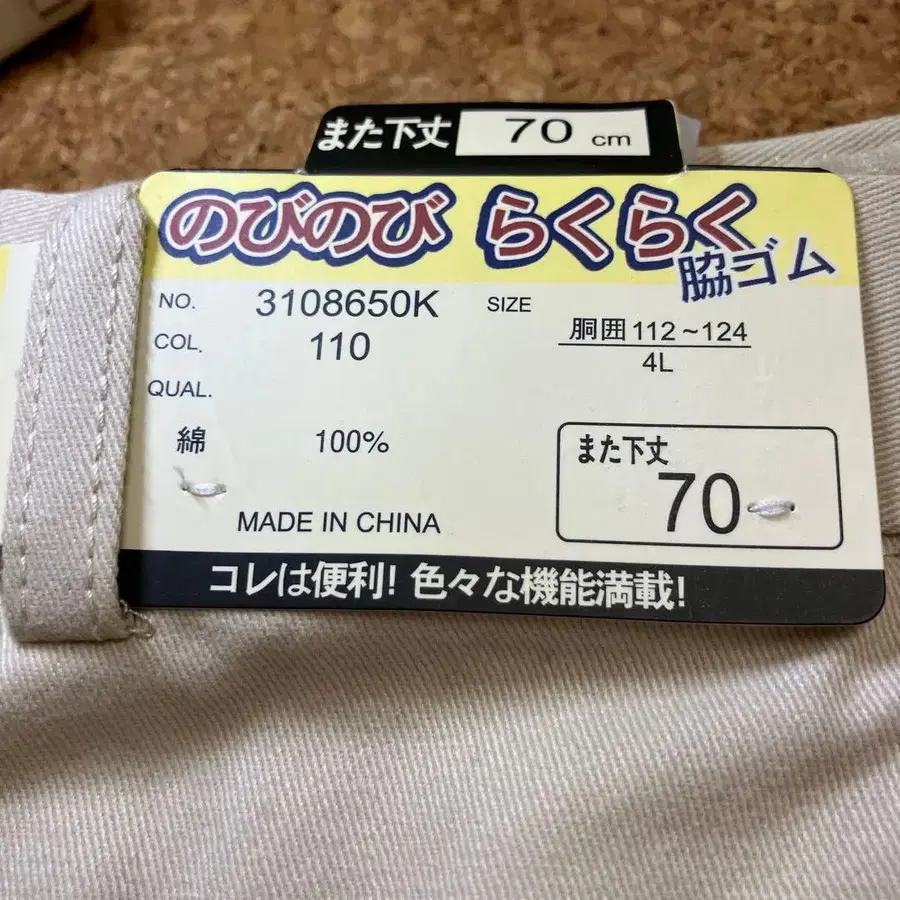 また下丈 70 cm
のびのび らくらく
脇ゴム
NO. 3108650K
COL. 110
QUAL.
綿 100%
MADE IN CHINA
SIZE
胴囲 112~124
4L
また下丈
70
コレは便利! 色々な機能満載!